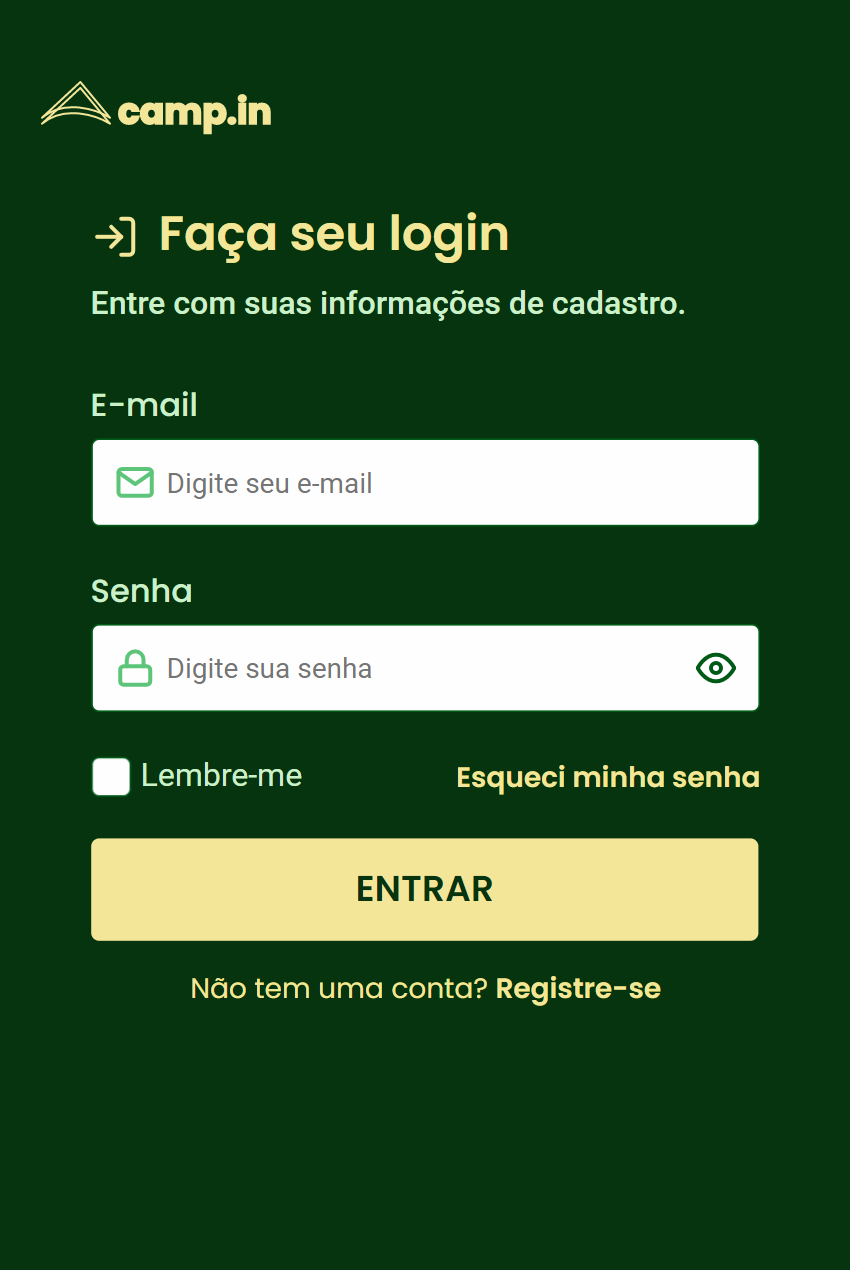 camp.in
Faça seu login
Entre com suas informações de cadastro.
E-mail
Digite seu e-mail
Senha
Digite sua senha
Lembre-me
Esqueci minha senha
ENTRAR
Não tem uma conta? Registre-se